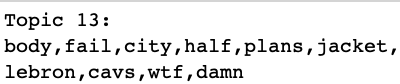 Topic 13:
body,fail,city,half,plans,jacket,
lebron,cavs,wtf,damn